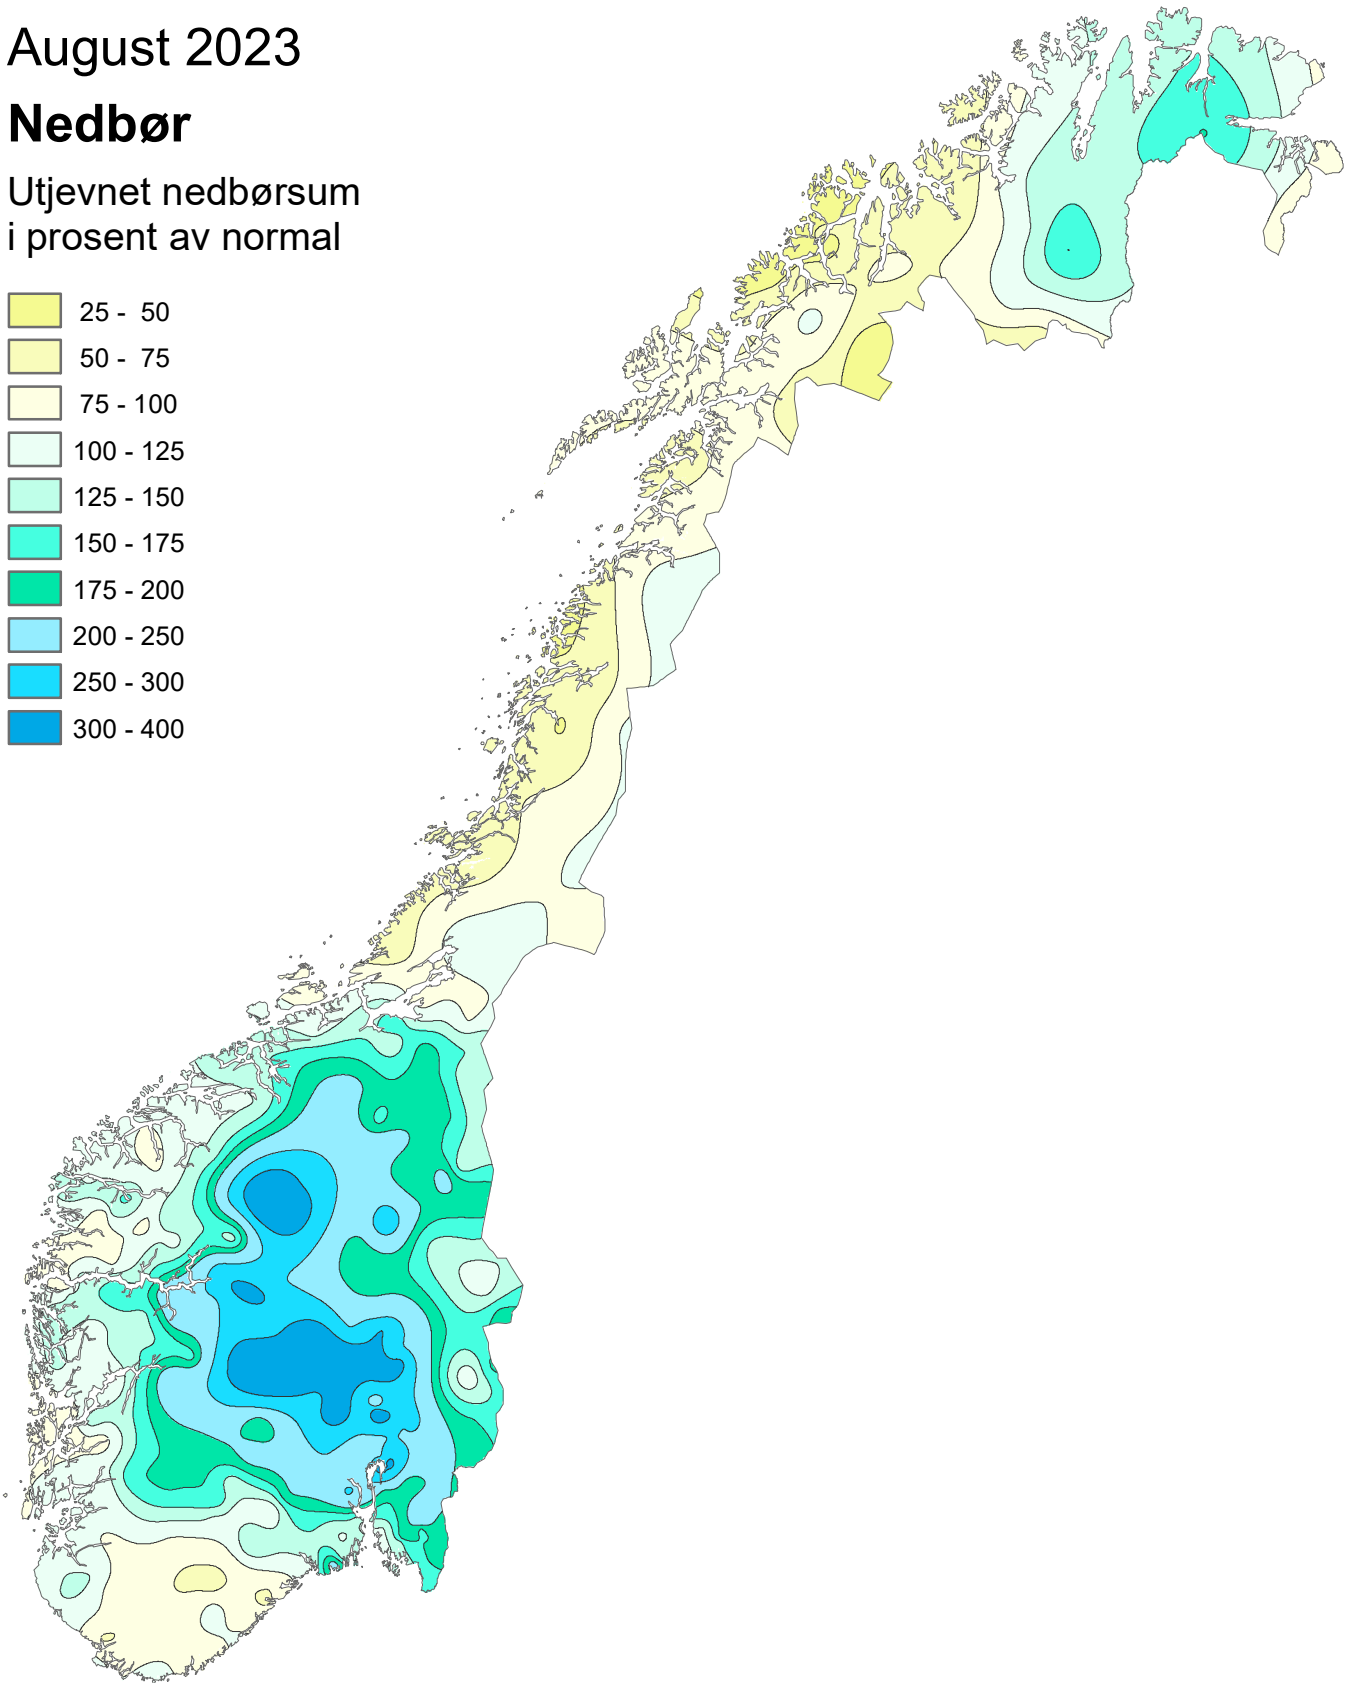 August 2023
Nedbør
Utjevnet nedbørsum
i prosent av normal
25 - 50
50 - 75
75 - 100
100 - 125
125 - 150
150 - 175
175 - 200
200 - 250
250 - 300
300 - 400